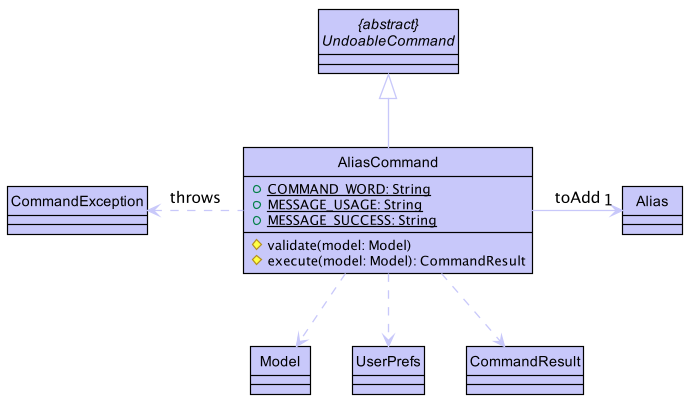 {abstract}
UndoableCommand
AliasCommand
COMMAND_WORD: String
MESSAGE_USAGE: String
MESSAGE_SUCCESS: String
validate(model: Model)
execute(model: Model): CommandResult
CommandException
throws
toAdd 1
Alias
Model
UserPrefs
CommandResult